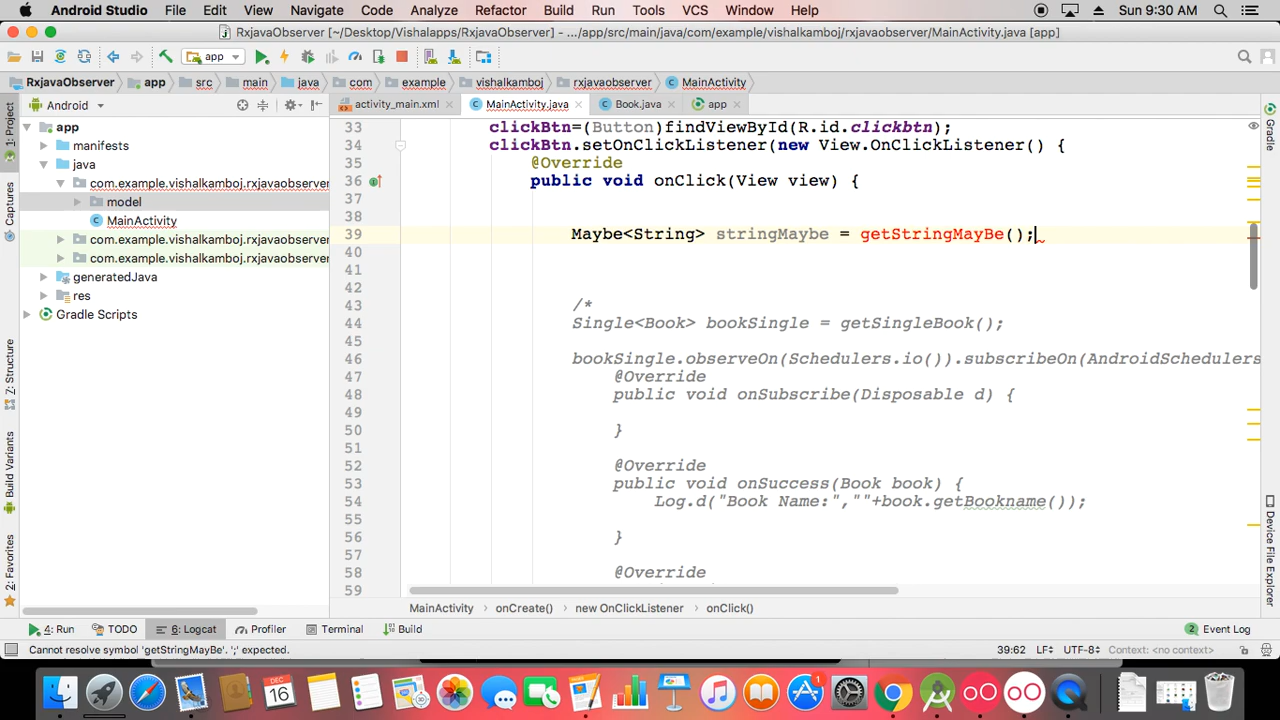 Android Studio File Edit View Navigate Code Analyze Refactor Build Run Tools VCS Window Help Sun 9:30 AM
RxjavaObserver [~/Desktop/Vishalapps/RxjavaObserver] - .../app/src/main/java/com/example/vishalkamboj/rxjavaobserver/MainActivity.java [app]
app
RxjavaObserver app src main java com example vishalkamboj rxjavaobserver MainActivity
Android activity_main.xml MainActivity.java Book.java app
1: Project
Captures
7: Structure
Build Variants
2: Favorites
app
manifests
java
com.example.vishalkamboj.rxjavaobserver
model
MainActivity
com.example.vishalkamboj.rxjavaobserver
com.example.vishalkamboj.rxjavaobserver
generatedJava
res
Gradle Scripts
33 clickBtn=(Button)findViewById(R.id.clickbtn);
34 clickBtn.setOnClickListener(new View.OnClickListener() {
35 @Override
36 public void onClick(View view) {
37
38
39 Maybe<String> stringMaybe = getStringMayBe();
40
41
42
43 /*
44 Single<Book> bookSingle = getSingleBook();
45
46 bookSingle.observeOn(Schedulers.io()).subscribeOn(AndroidSchedulers
47 @Override
48 public void onSubscribe(Disposable d) {
49
50 }
51
52 @Override
53 public void onSuccess(Book book) {
54 Log.d("Book Name:",""+book.getBookname());
55
56 }
57
58 @Override
59
Gradle
Device File Explorer
MainActivity onCreate() new OnClickListener onClick()
4: Run TODO 6: Logcat Profiler Terminal Build 2 Event Log
Cannot resolve symbol 'getStringMayBe'. ';' expected. 39:62 LF÷ UTF-8÷ Context: <no context>
DEC
16
1